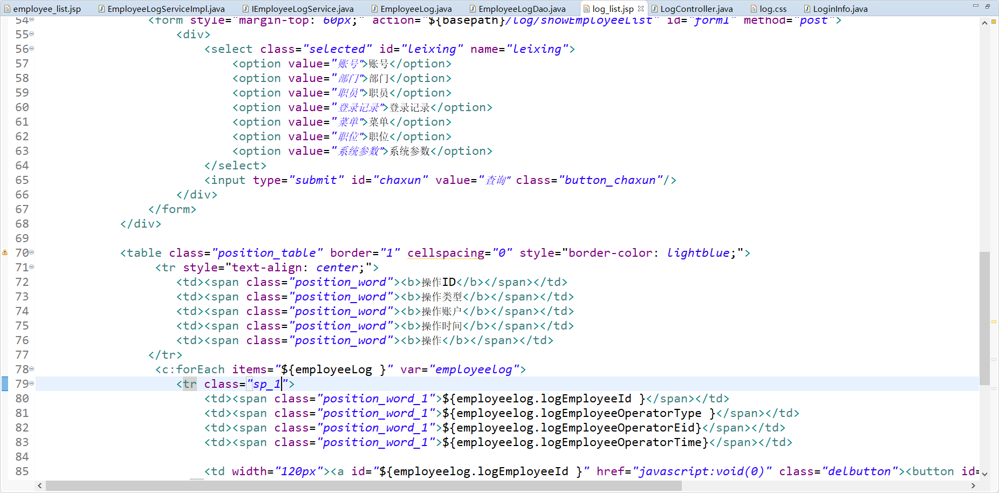 employee_list.jsp EmployeeLogServiceImpl.java IEmployeeLogService.java EmployeeLog.java EmployeeLogDao.java log_list.jsp LogController.java log.css LoginInfo.java
54 <form style="margin-top: 60px;" action="${basepath}/log/showEmployeeList" id="form1" method="post">
55 <div>
56 <select class="selected" id="leixing" name="leixing">
57 <option value="账号">账号</option>
58 <option value="部门">部门</option>
59 <option value="职员">职员</option>
60 <option value="登录记录">登录记录</option>
61 <option value="菜单">菜单</option>
62 <option value="职位">职位</option>
63 <option value="系统参数">系统参数</option>
64 </select>
65 <input type="submit" id="chaxun" value="查询" class="button_chaxun"/>
66 </div>
67 </form>
68 </div>
69
70 <table class="position_table" border="1" cellspacing="0" style="border-color: lightblue;">
71 <tr style="text-align: center;">
72 <td><span class="position_word"><b>操作ID</b></span></td>
73 <td><span class="position_word"><b>操作类型</b></span></td>
74 <td><span class="position_word"><b>操作账户</b></span></td>
75 <td><span class="position_word"><b>操作时间</b></span></td>
76 <td><span class="position_word"><b>操作</b></span></td>
77 </tr>
78 <c:forEach items="${employeeLog }" var="employeelog">
79 <tr class="sp_1">
80 <td><span class="position_word_1">${employeelog.logEmployeeId }</span></td>
81 <td><span class="position_word_1">${employeelog.logEmployeeOperatorType }</span></td>
82 <td><span class="position_word_1">${employeelog.logEmployeeOperatorEid}</span></td>
83 <td><span class="position_word_1">${employeelog.logEmployeeOperatorTime}</span></td>
84
85 <td width="120px"><a id="${employeelog.logEmployeeId }" href="javascript:void(0)" class="delbutton"><button id=